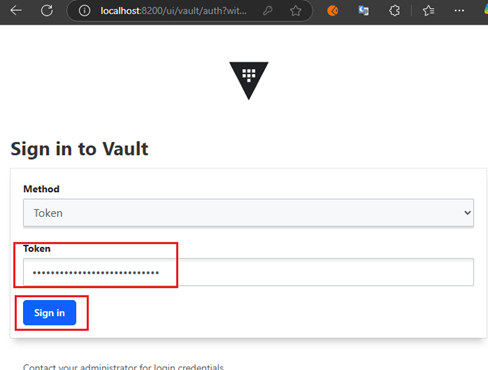 localhost:8200/ui/vault/auth?wit...
Sign in to Vault
Method
Token
Token
••••••••••••••••••••••••••••
Sign in
Contact your administrator for login credentials